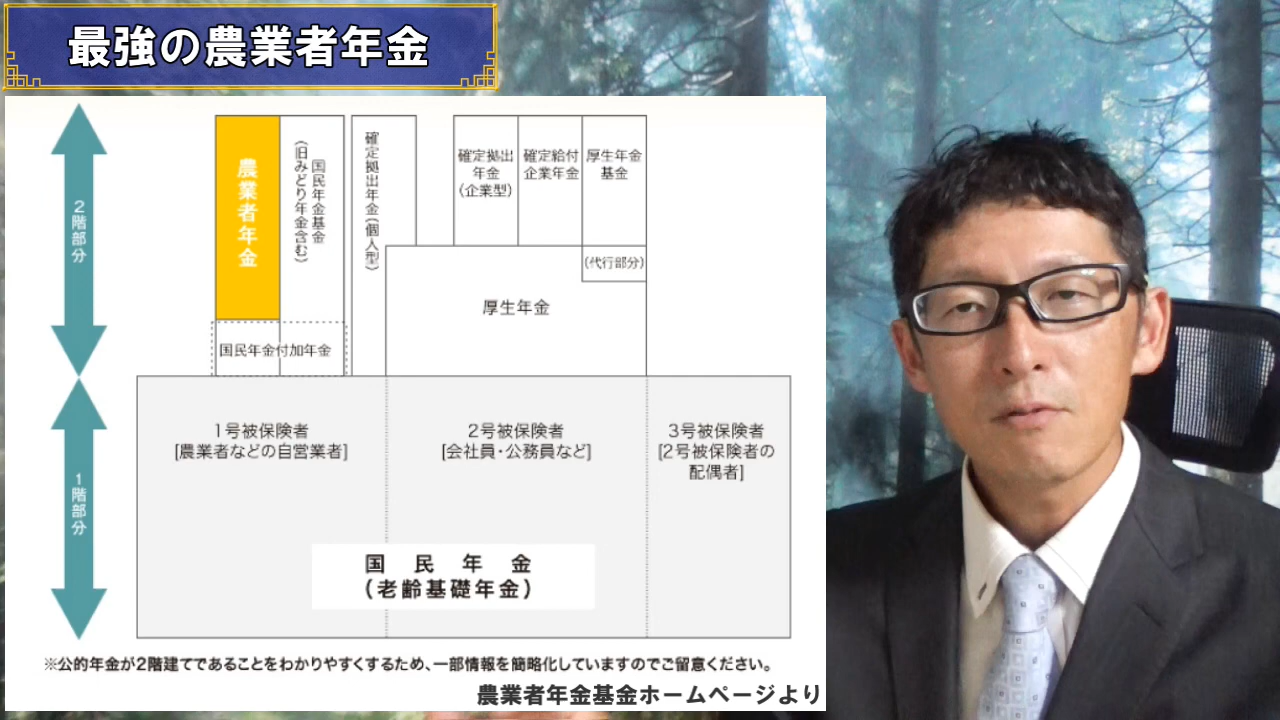 最強の農業者年金
2階部分
農業者年金
国民年金基金
(旧みどり年金含む)
確定拠出年金(個人型)
確定拠出
年金
(企業型)
確定給付
企業年金
厚生年金
基金
(代行部分)
厚生年金
国民年金付加年金
1階部分
1号被保険者
[農業者などの自営業者]
2号被保険者
[会社員・公務員など]
3号被保険者
[2号被保険者の
配偶者]
国民年金
(老齢基礎年金)
※公的年金が2階建てであることをわかりやすくするため、一部情報を簡略化していますのでご留意ください。
農業者年金基金ホームページより